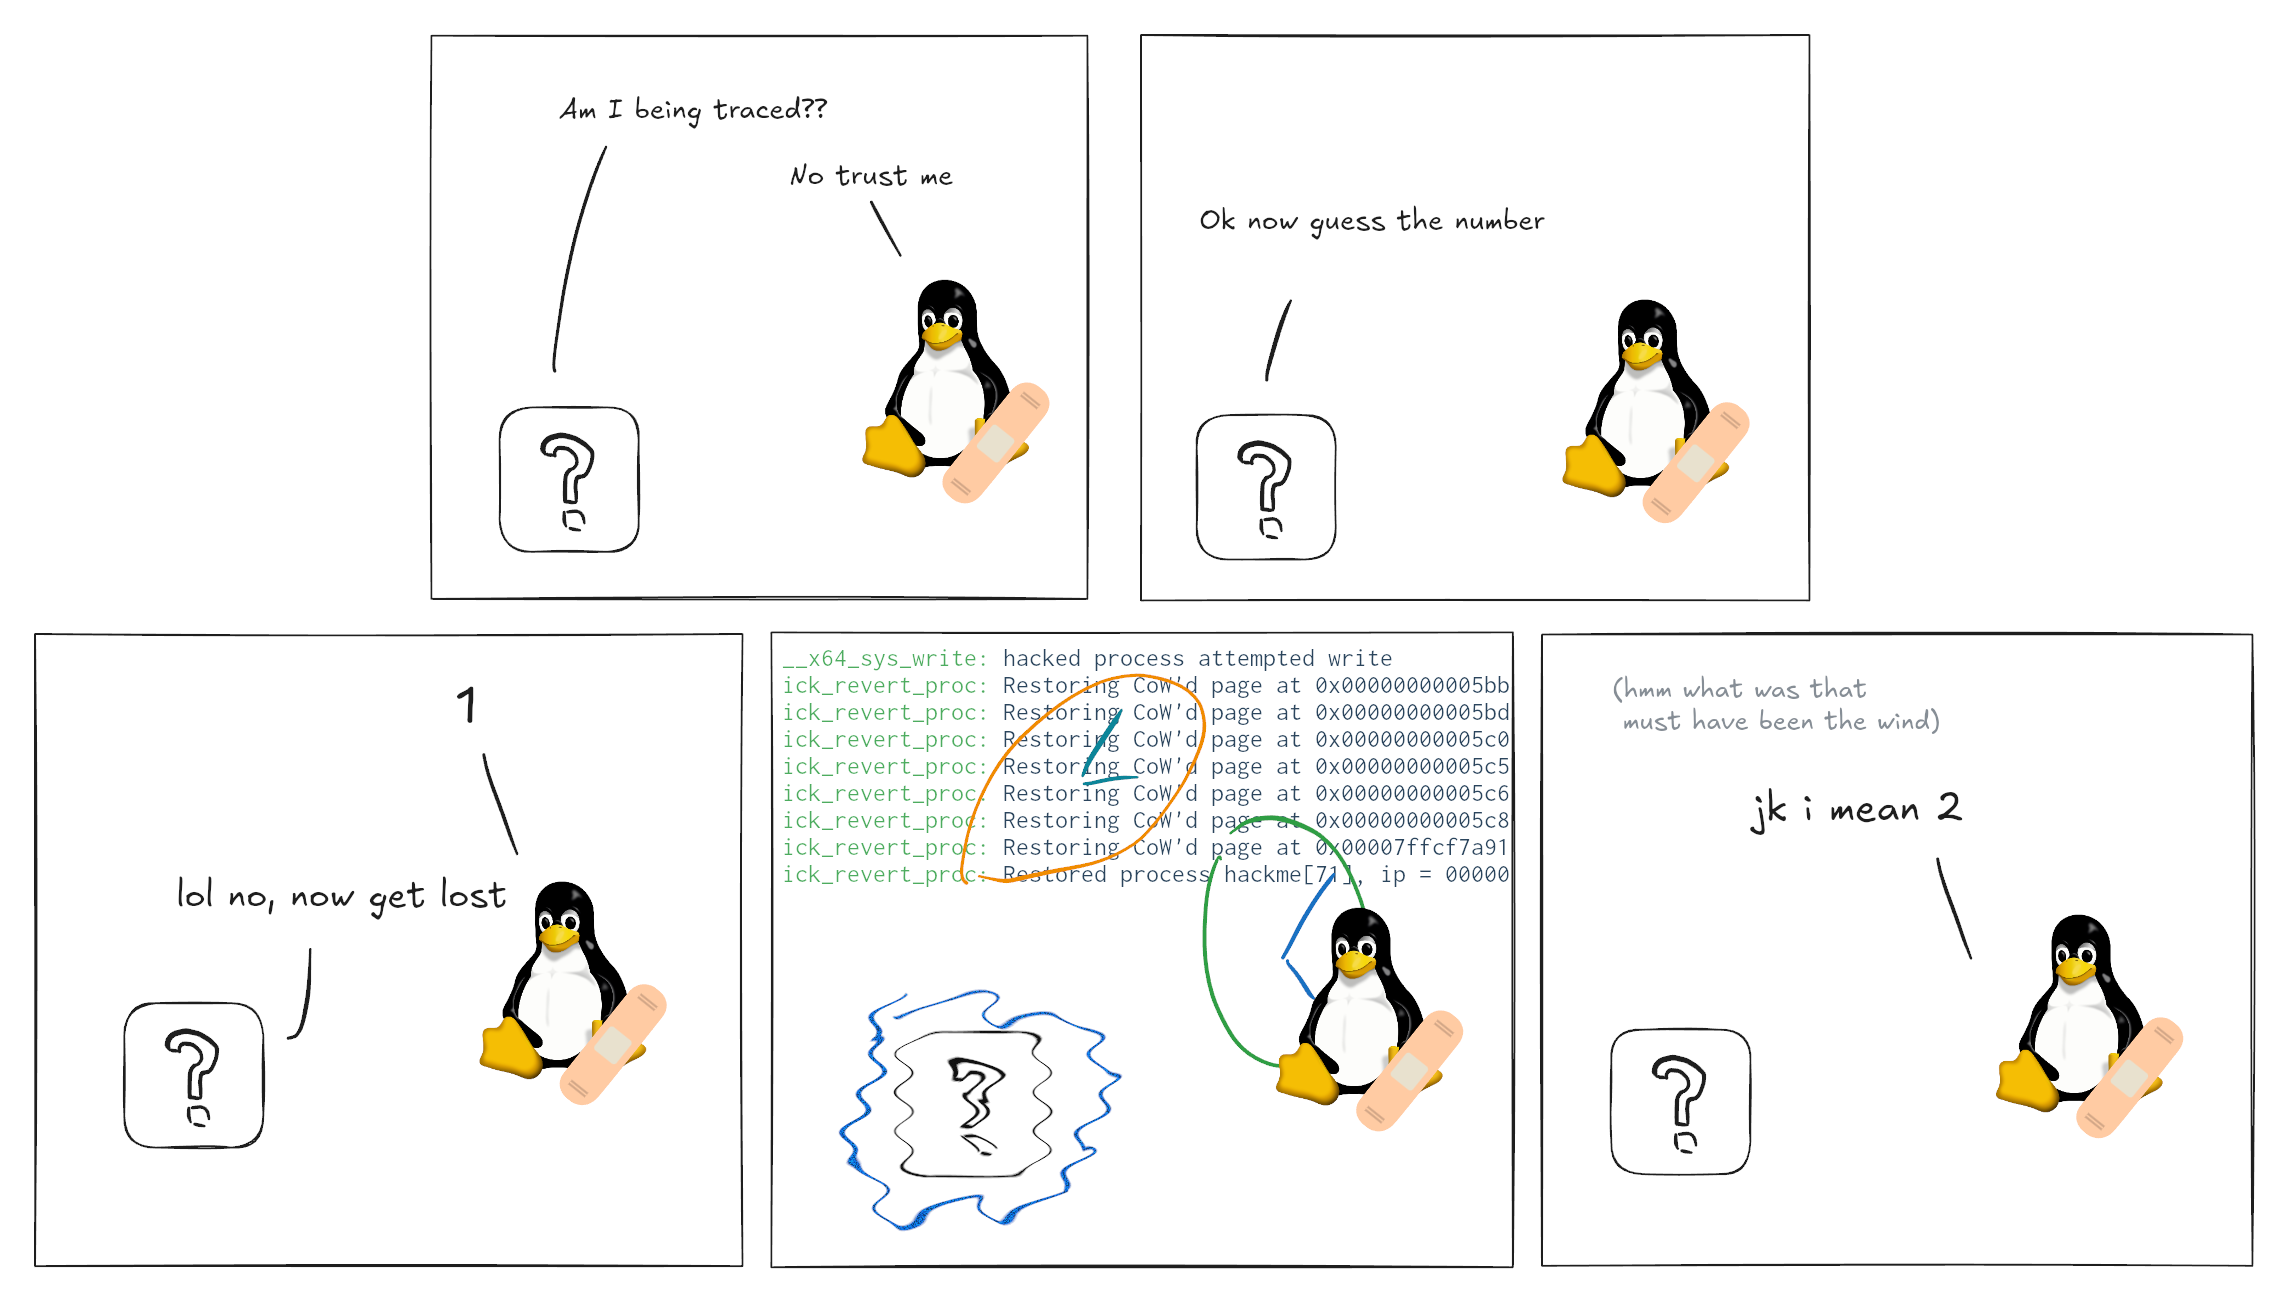 Am I being traced??
No trust me
Ok now guess the number
1
lol no, now get lost
__x64_sys_write: hacked process attempted write
ick_revert_proc: Restoring CoW'd page at 0x00000000005bb
ick_revert_proc: Restoring CoW'd page at 0x00000000005bd
ick_revert_proc: Restoring CoW'd page at 0x00000000005c0
ick_revert_proc: Restoring CoW'd page at 0x00000000005c5
ick_revert_proc: Restoring CoW'd page at 0x00000000005c6
ick_revert_proc: Restoring CoW'd page at 0x00000000005c8
ick_revert_proc: Restoring CoW'd page at 0x00007ffcf7a91
ick_revert_proc: Restored process hackme[71], ip = 00000
(hmm what was that
must have been the wind)
jk i mean 2
?
?
?
?
?